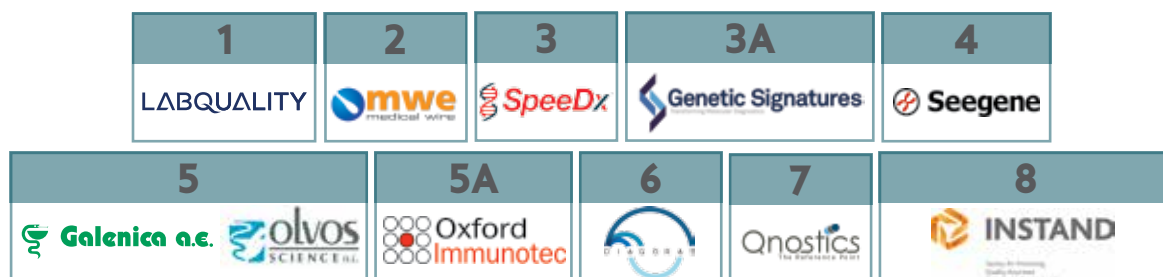 1
2
3
3A
4
LABQUALITY
mwe
medical wire
SpeeDx
Genetic Signatures
Seegene
5
5A
6
7
8
Galenica a.ε.
olvos
SCIENCE
Oxford
Immunotec
DIAGORAS
Qnostics
The Reference Point
INSTAND